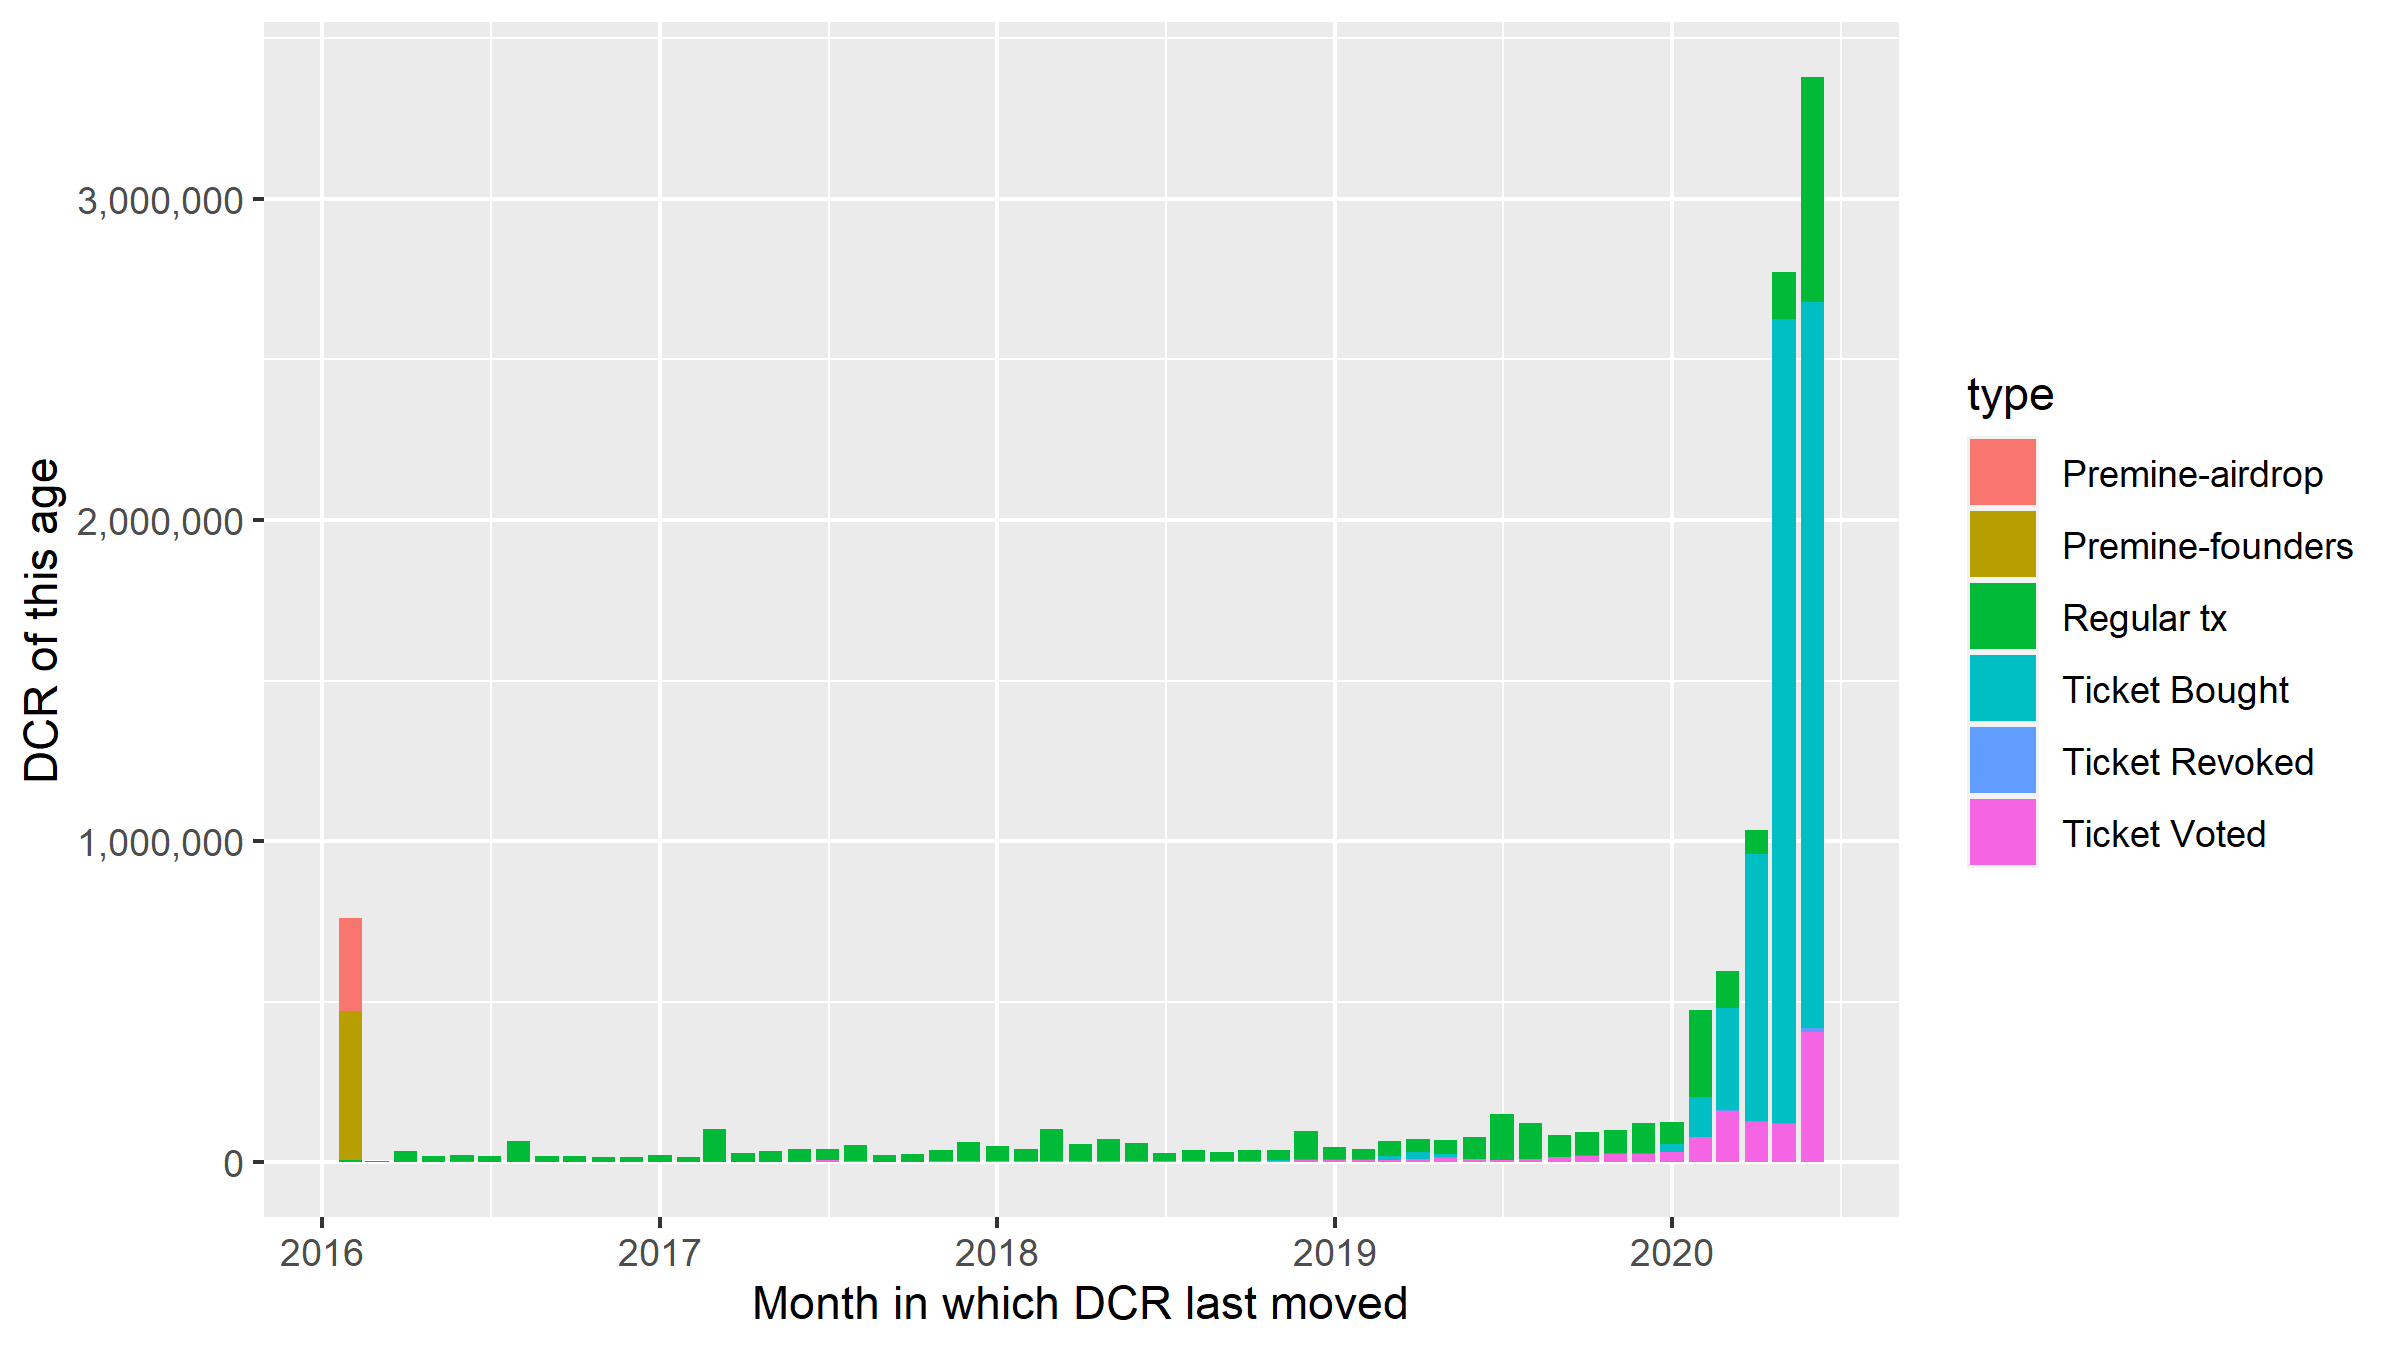 DCR of this age
3,000,000
2,000,000
1,000,000
0
2016 2017 2018 2019 2020
Month in which DCR last moved
type
Premine-airdrop
Premine-founders
Regular tx
Ticket Bought
Ticket Revoked
Ticket Voted